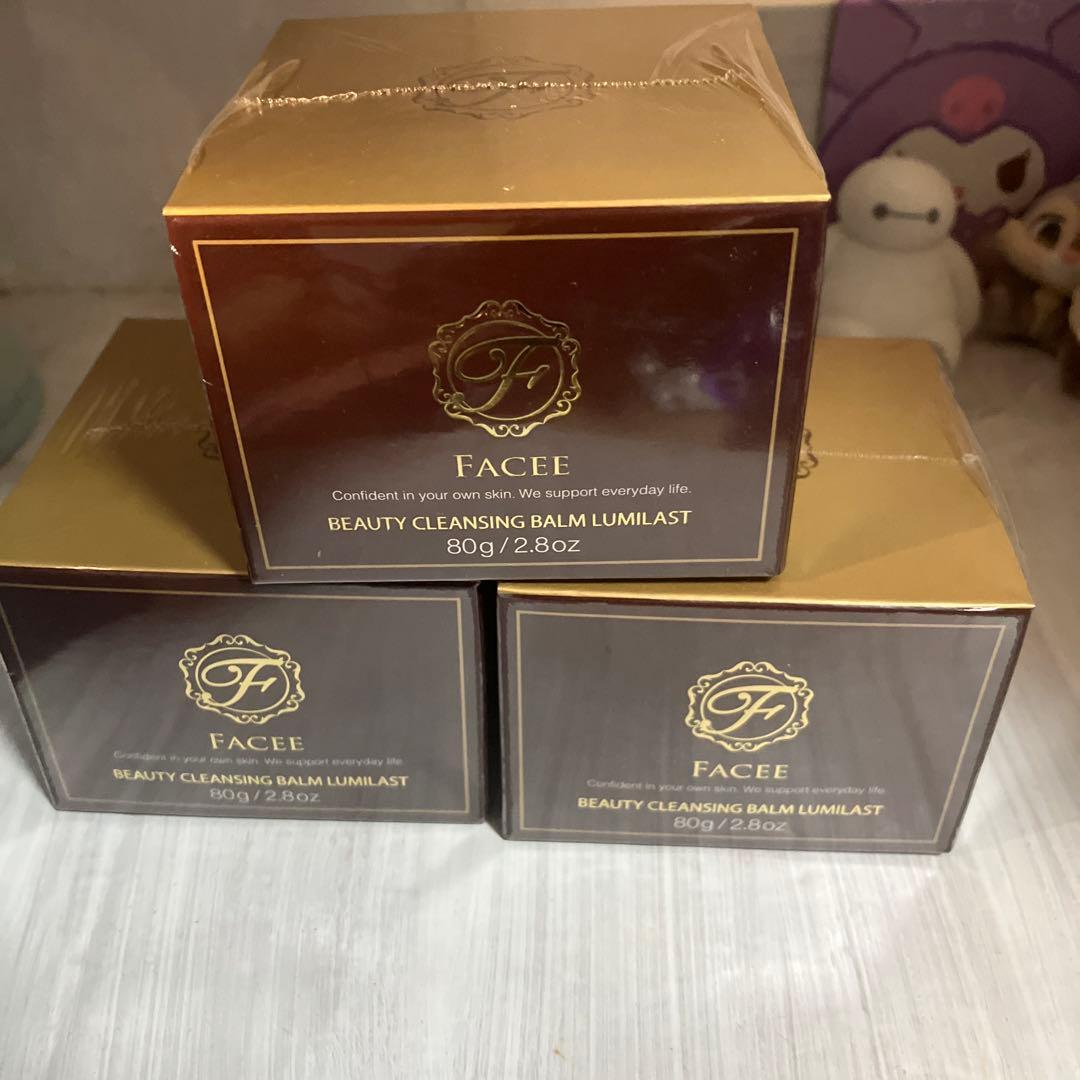 F
FACEE
Confident in your own skin. We support everyday life.
BEAUTY CLEANSING BALM LUMILAST
80g / 2.8oz
F
FACEE
Confident in your own skin. We support everyday life.
BEAUTY CLEANSING BALM LUMILAST
80g / 2.8oz
F
FACEE
Confident in your own skin. We support everyday life.
BEAUTY CLEANSING BALM LUMILAST
80g / 2.8oz